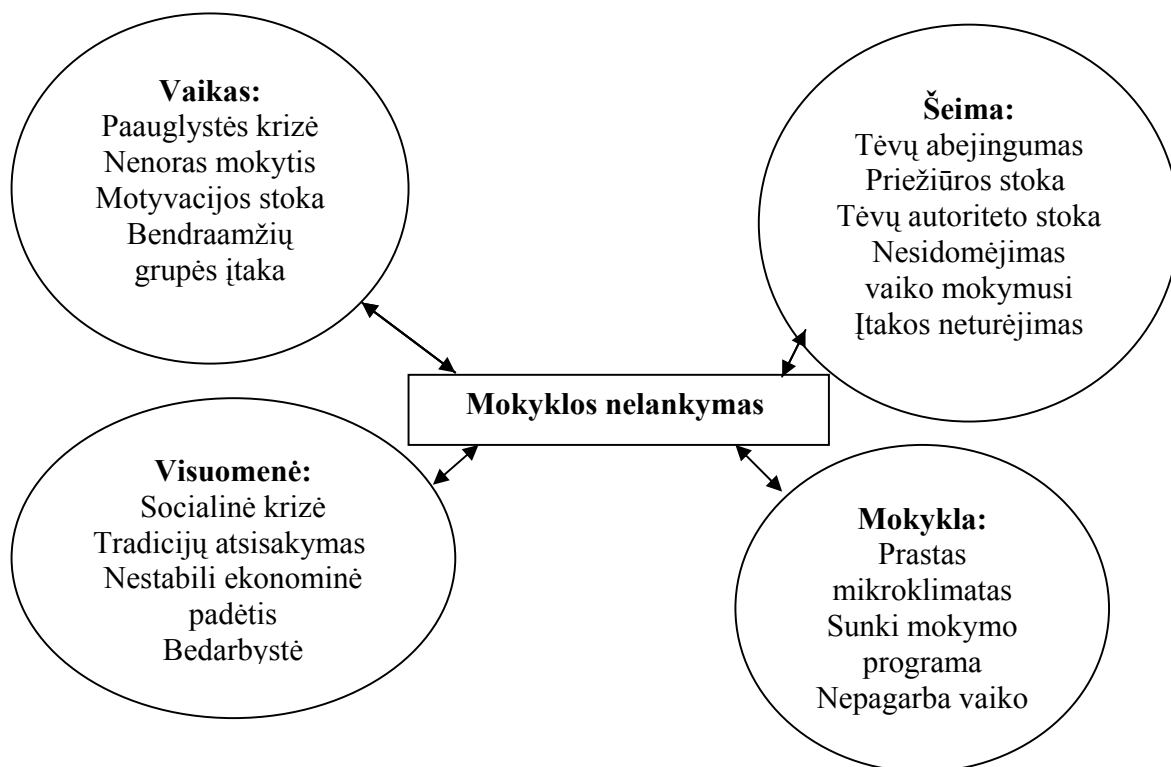 Vaikas:
Paauglystės krizė
Nenoras mokytis
Motyvacijos stoka
Bendraamžių
grupės įtaka
Šeima:
Tėvų abejingumas
Priežiūros stoka
Tėvų autoriteto stoka
Nesidomėjimas
vaiko mokymusi
Įtakos neturėjimas
Mokyklos nelankymas
Visuomenė:
Socialinė krizė
Tradicijų atsisakymas
Nestabili ekonominė
padėtis
Bedarbystė
Mokykla:
Prastas
mikroklimatas
Sunki mokymo
programa
Nepagarba vaiko